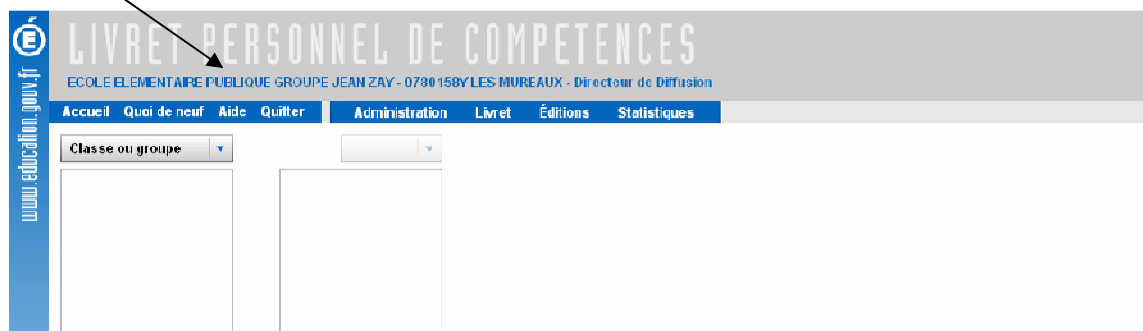 LIVRET PERSONNEL DE COMPETENCES
ECOLE ELEMENTAIRE PUBLIQUE GROUPE JEAN ZAY - 0780158Y LES MUREAUX - Directeur de Diffusion
Accueil Quoi de neuf Aide Quitter Administration Livret Éditions Statistiques
Classe ou groupe
www.education.gouv.fr